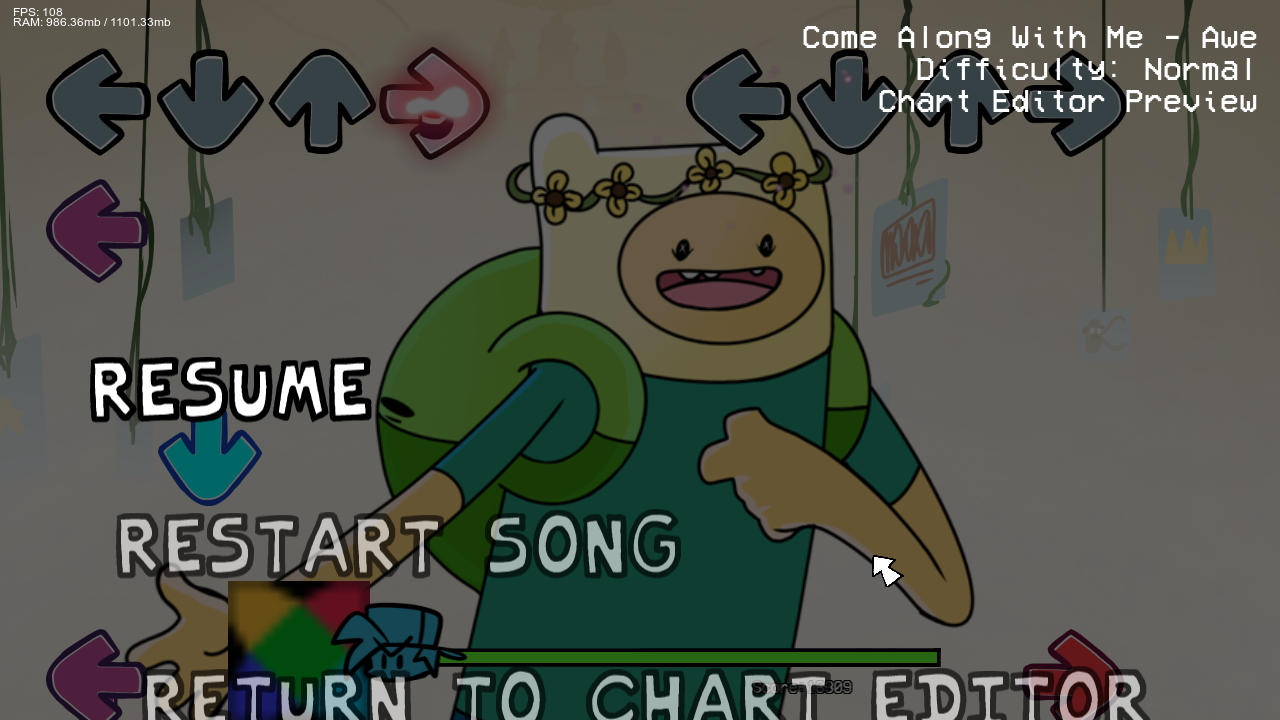 FPS: 108
RAM: 986.36mb / 1101.33mb
Come Along With Me - Awe
Difficulty: Normal
Chart Editor Preview
RESUME
RESTART SONG
RETURN TO CHART EDITOR